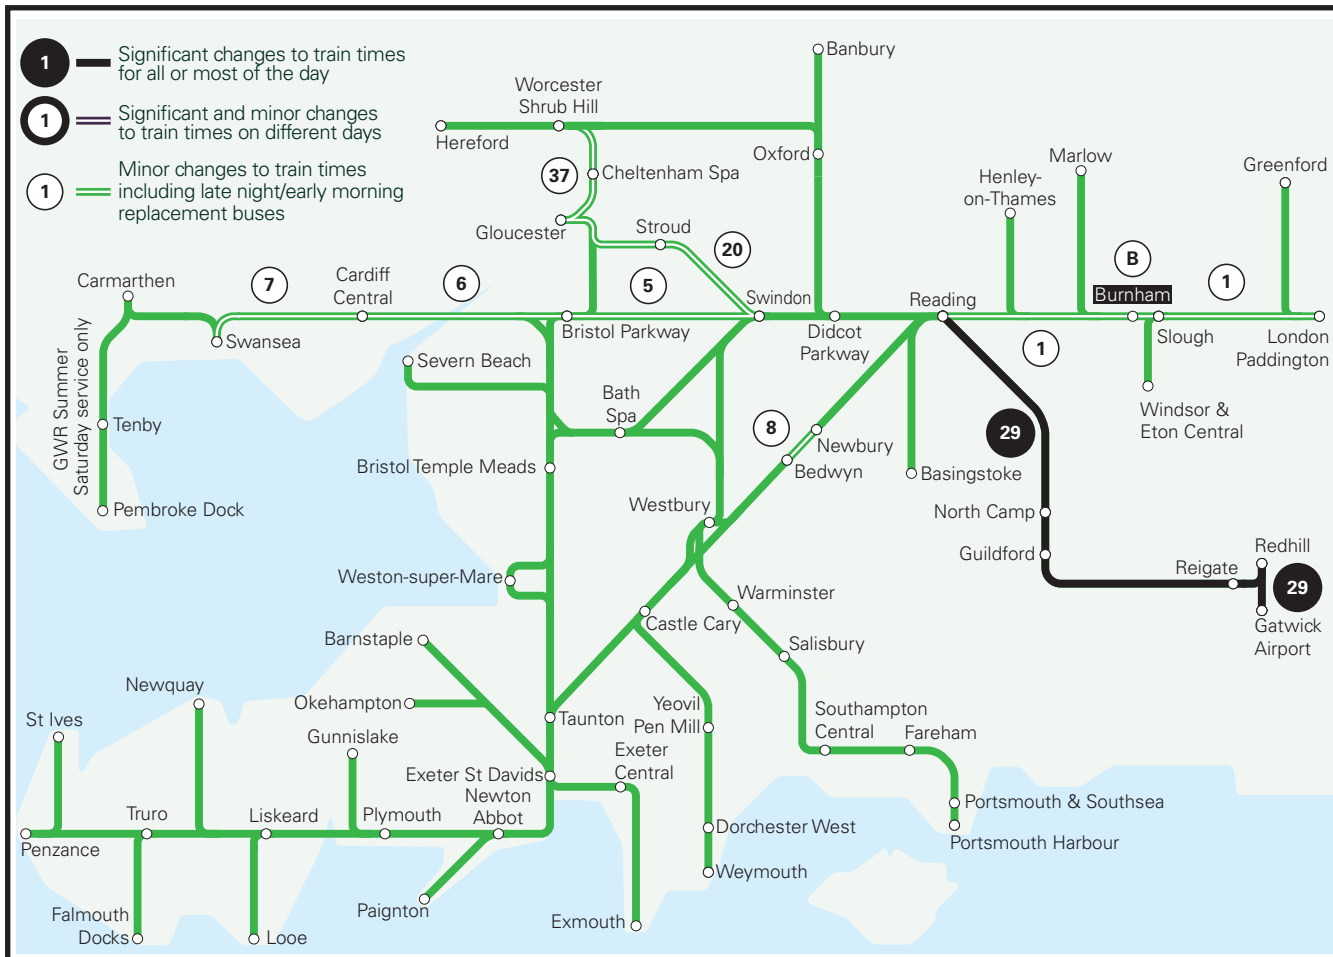 1
Significant changes to train times
for all or most of the day
1
Significant and minor changes
to train times on different days
1
Minor changes to train times
including late night/early morning
replacement buses
Banbury
Worcester
Shrub Hill
Hereford
Oxford
37
Cheltenham Spa
Gloucester
Stroud
20
Marlow
Henley-
on-Thames
Greenford
B
Burnham
1
Carmarthen
7
Cardiff
Central
6
5
Swindon
Reading
Swansea
Bristol Parkway
Didcot
Parkway
1
Slough
London
Paddington
Severn Beach
Windsor &
Eton Central
GWR Summer
Saturday service only
Tenby
Pembroke Dock
Bath
Spa
8
Newbury
Bedwyn
29
Basingstoke
Bristol Temple Meads
Westbury
North Camp
Guildford
Reigate
Redhill
29
Gatwick
Airport
Weston-super-Mare
Warminster
Castle Cary
Salisbury
Barnstaple
Newquay
Okehampton
St Ives
Gunnislake
Taunton
Yeovil
Pen Mill
Southampton
Central
Fareham
Exeter
Central
Exeter St Davids
Newton
Abbot
Truro
Liskeard
Plymouth
Penzance
Portsmouth & Southsea
Portsmouth Harbour
Dorchester West
Weymouth
Falmouth
Docks
Looe
Paignton
Exmouth